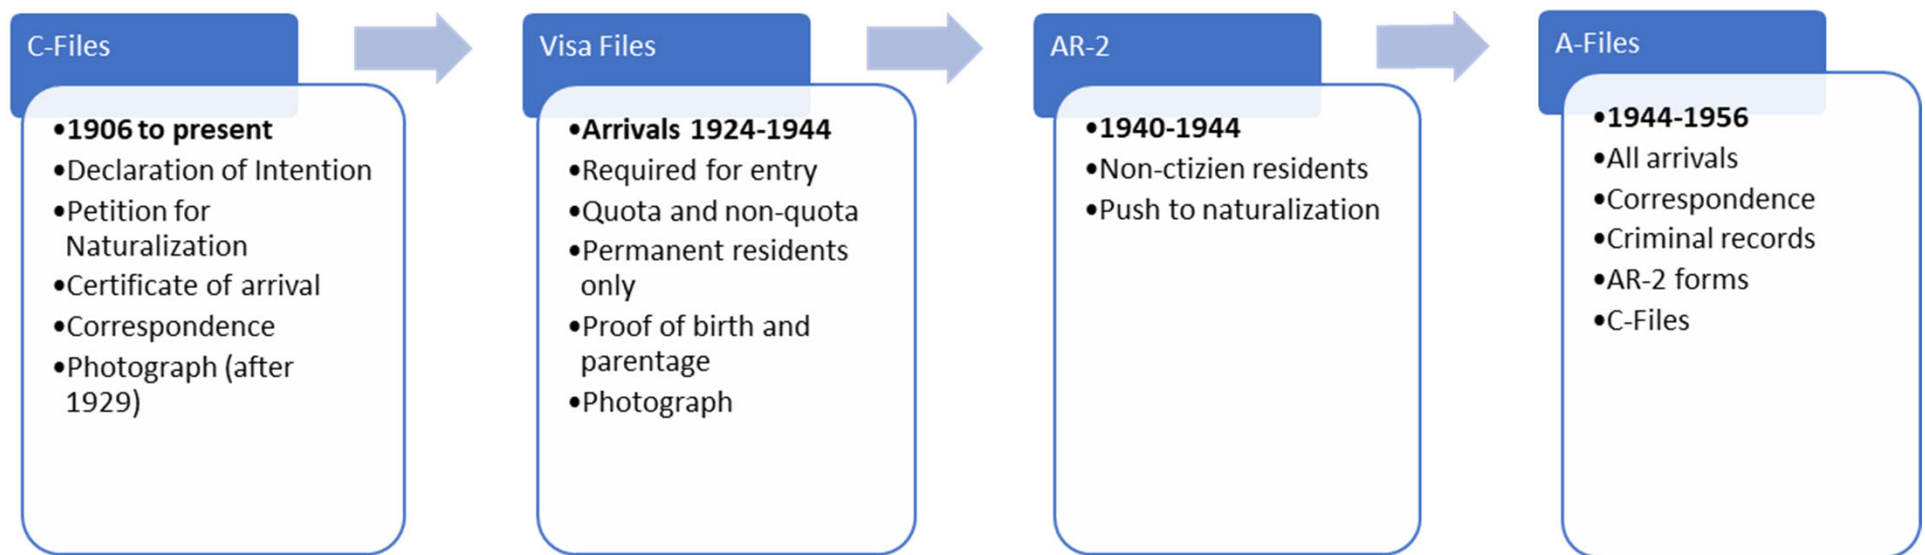 C-Files
•1906 to present
•Declaration of Intention
•Petition for
Naturalization
•Certificate of arrival
•Correspondence
•Photograph (after
1929)
Visa Files
•Arrivals 1924-1944
•Required for entry
•Quota and non-quota
•Permanent residents
only
•Proof of birth and
parentage
•Photograph
AR-2
•1940-1944
•Non-ctizien residents
•Push to naturalization
A-Files
•1944-1956
•All arrivals
•Correspondence
•Criminal records
•AR-2 forms
•C-Files